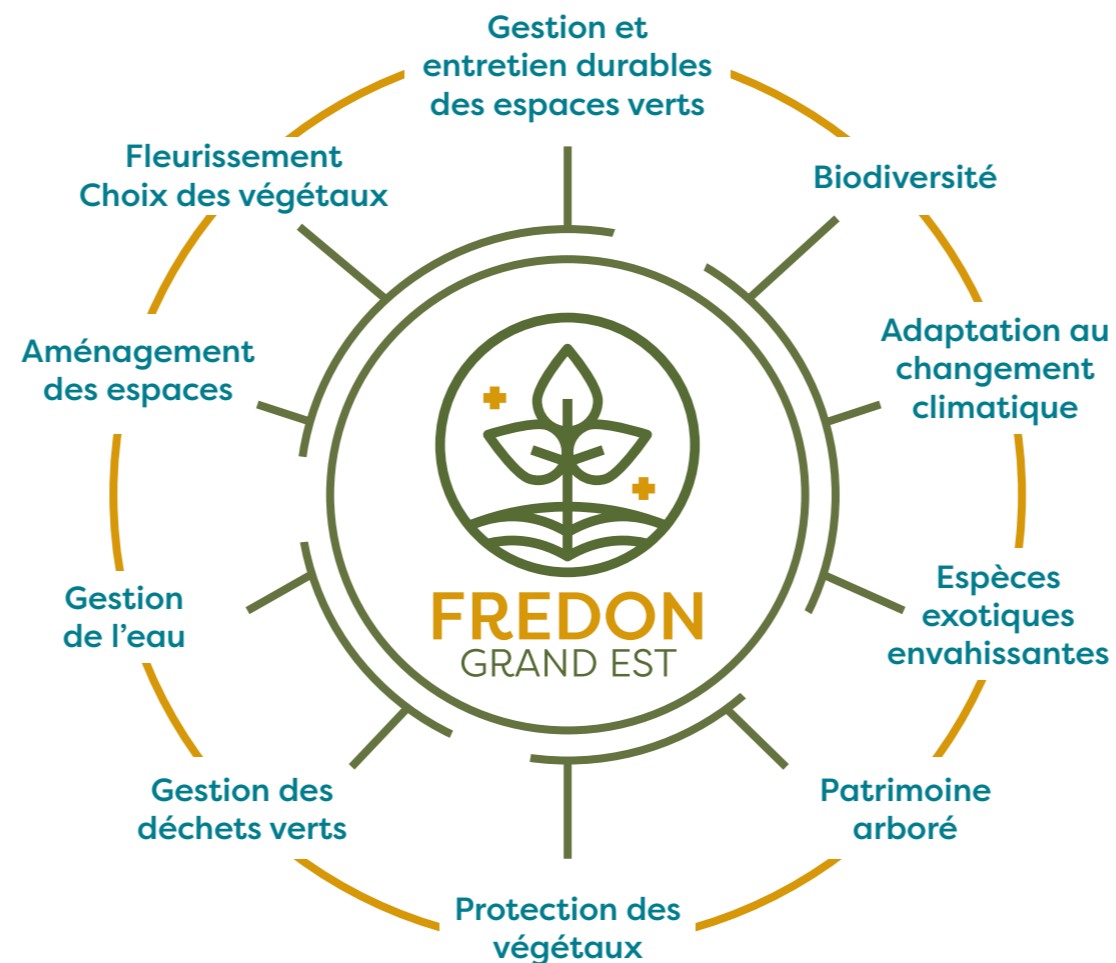 Gestion et
entretien durables
des espaces verts
Biodiversité
Adaptation au
changement
climatique
Espèces
exotiques
envahissantes
Patrimoine
arboré
Protection des
végétaux
Gestion des
déchets verts
Gestion
de l'eau
Aménagement
des espaces
Fleurissement
Choix des végétaux
FREDON
GRAND EST